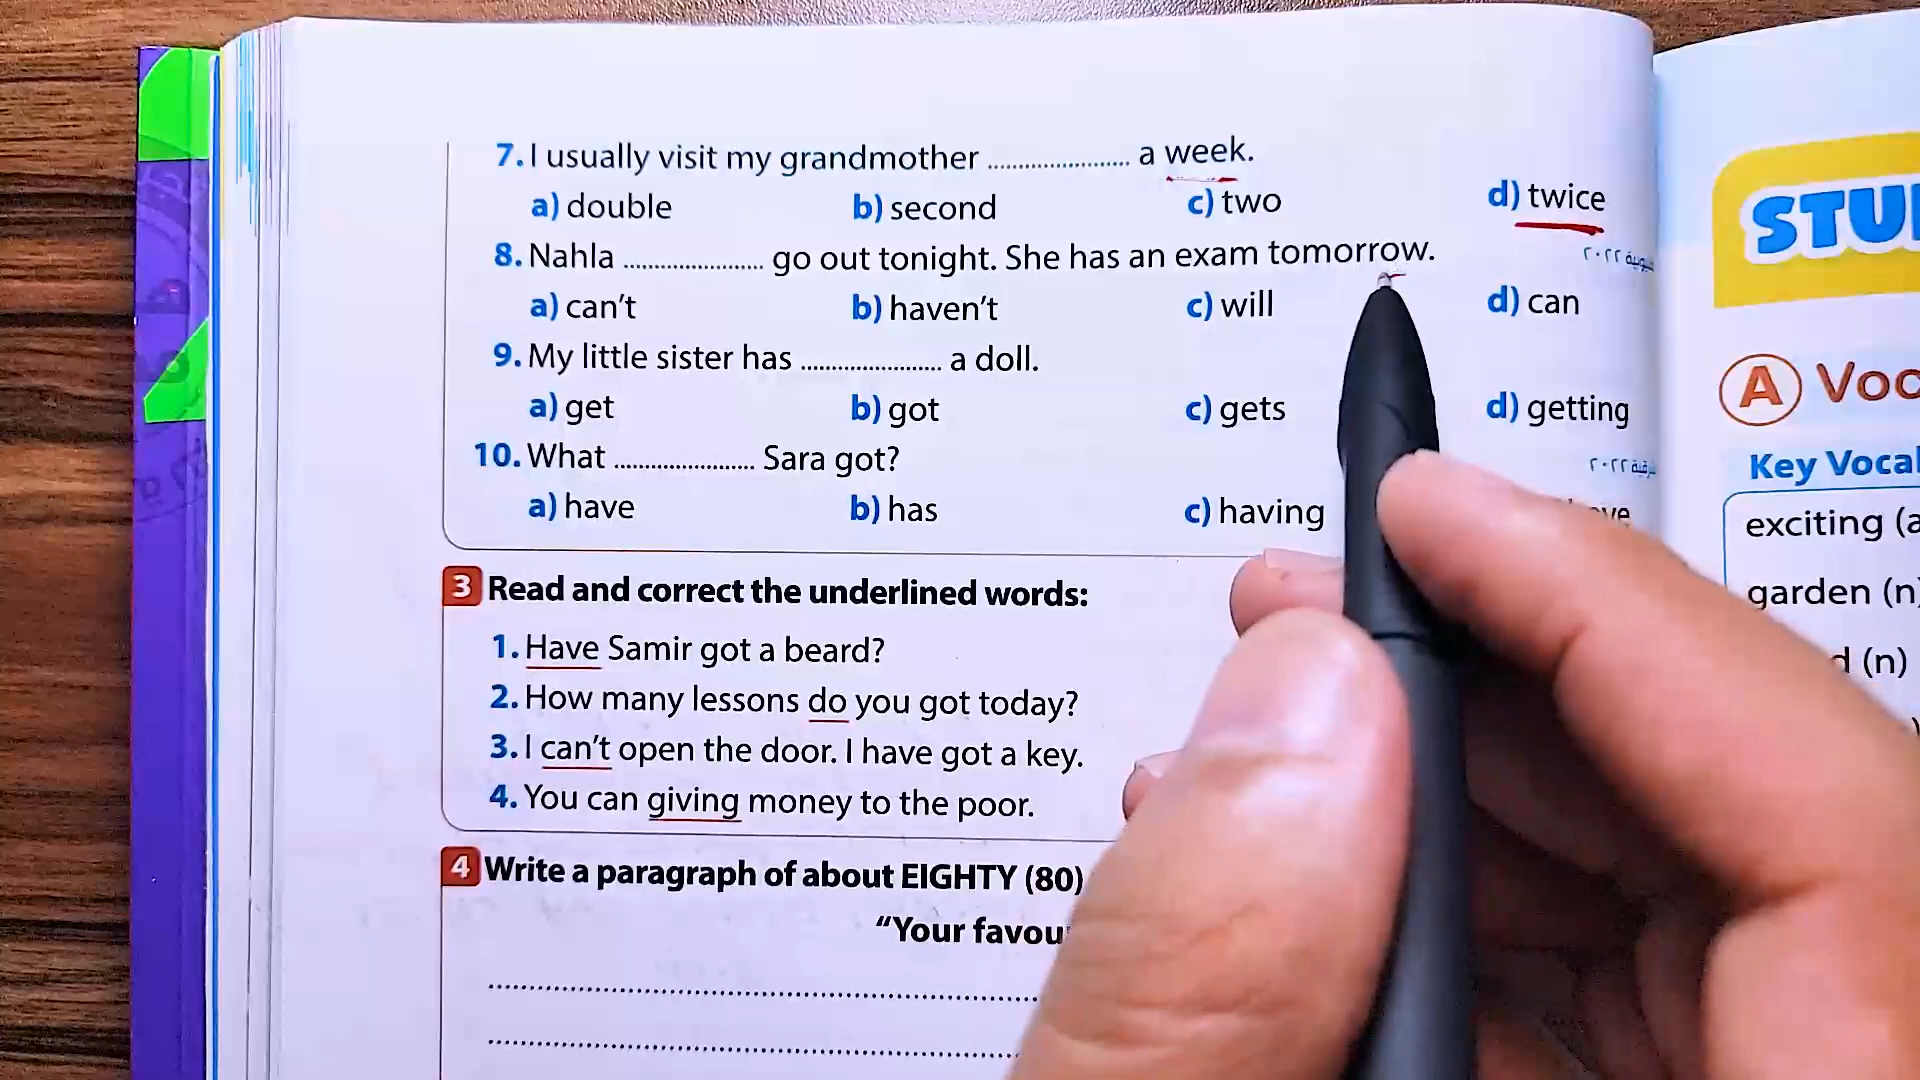 7. I usually visit my grandmother ...................... a week.
a) double b) second c) two d) twice
8. Nahla ...................... go out tonight. She has an exam tomorrow.
a) can't b) haven't c) will d) can
9. My little sister has ...................... a doll.
a) get b) got c) gets d) getting
10. What ...................... Sara got?
a) have b) has c) having
3 Read and correct the underlined words:
1. Have Samir got a beard?
2. How many lessons do you got today?
3. I can't open the door. I have got a key.
4. You can giving money to the poor.
4 Write a paragraph of about EIGHTY (80)
"Your
STU
A Voc
Key
exciting
garden (n)
(n)